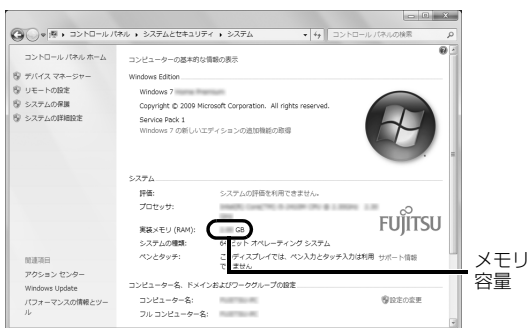 コントロール パネル ▸ システムとセキュリティ ▸ システム
コントロール パネルの検索
コントロール パネル ホーム
デバイス マネージャー
リモートの設定
システムの保護
システムの詳細設定
コンピューターの基本的な情報の表示
Windows Edition
Windows 7
Copyright © 2009 Microsoft Corporation. All rights reserved.
Service Pack 1
Windows 7 の新しいエディションの追加機能の取得
システム
評価: システムの評価を利用できません。
プロセッサ:
実装メモリ (RAM): GB
システムの種類: 64 ビット オペレーティング システム
ペンとタッチ: このディスプレイでは、ペン入力とタッチ入力は利用できません
FUJITSU
サポート情報
コンピューター名、ドメインおよびワークグループの設定
コンピューター名:
設定の変更
フル コンピューター名:
関連項目
アクション センター
Windows Update
パフォーマンスの情報とツール
メモリ
容量